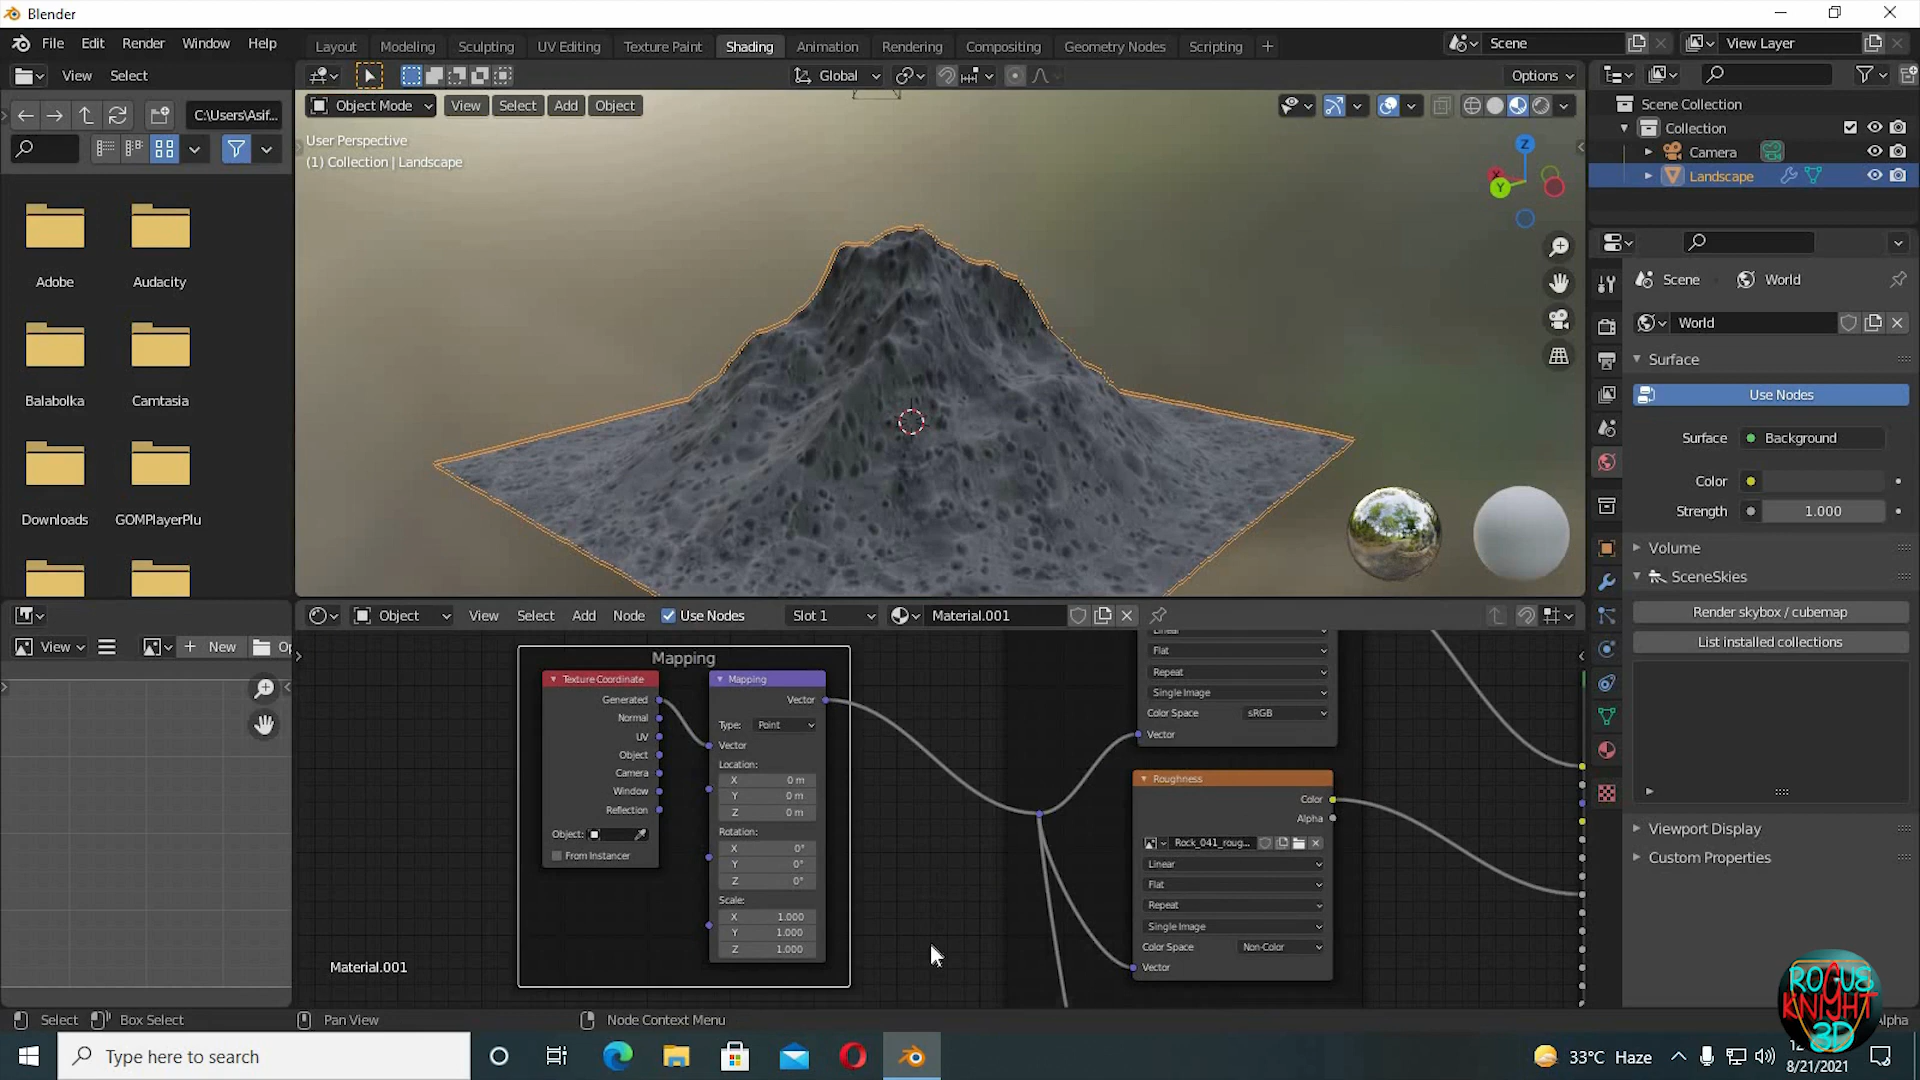 Blender
File Edit Render Window Help
Layout Modeling Sculpting UV Editing Texture Paint Shading Animation Rendering Compositing Geometry Nodes Scripting
Scene
View Layer
View Select
Global
Options
C:\Users\Asif...
Object Mode View Select Add Object
User Perspective
(1) Collection | Landscape
Z
X
Y
Scene Collection
Collection
Camera
Landscape
Adobe Audacity
Balabolka Camtasia
Downloads GOMPlayerPlu
Scene World
World
Surface
Use Nodes
Surface Background
Color
Strength 1.000
Volume
SceneSkies
Render skybox / cubemap
List installed collections
Viewport Display
Custom Properties
View New Op
Object View Select Add Node Use Nodes Slot 1 Material.001
Mapping
Texture Coordinate
Generated
Normal
UV
Object
Camera
Window
Reflection
Object:
From Instancer
Mapping
Vector
Type: Point
Vector
Location:
X 0 m
Y 0 m
Z 0 m
Rotation:
X 0°
Y 0°
Z 0°
Scale:
X 1.000
Y 1.000
Z 1.000
Linear
Flat
Repeat
Single Image
Color Space sRGB
Vector
Roughness
Color
Alpha
Rock_041_roug...
Linear
Flat
Repeat
Single Image
Color Space Non-Color
Vector
Material.001
Select Box Select Pan View Node Context Menu
ROGUE
KNIGHT
3D
Type here to search
33°C Haze
8/21/2021